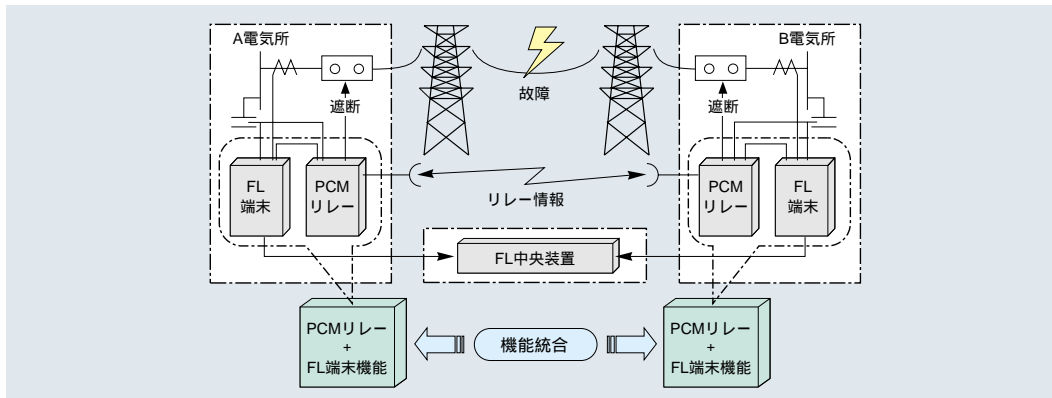 A電気所
B電気所
故障
遮断
遮断
FL
端末
PCM
リレー
PCM
リレー
FL
端末
リレー情報
FL中央装置
PCMリレー
+
FL端末機能
機能統合
PCMリレー
+
FL端末機能